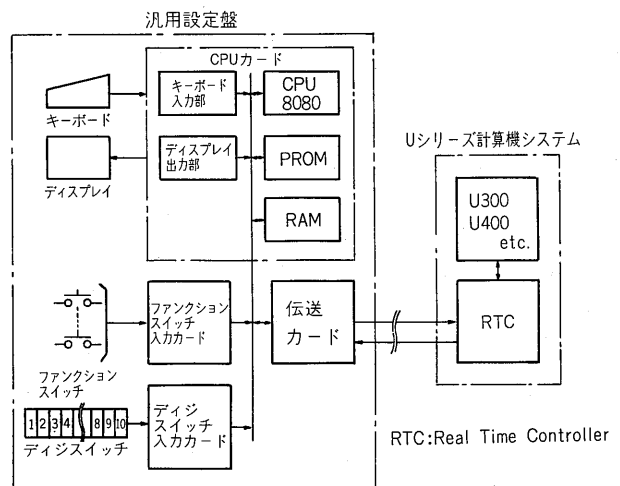 汎用設定盤
CPUカード
キーボード
入力部
CPU
8080
キーボード
ディスプレイ
出力部
PROM
ディスプレイ
RAM
Uシリーズ計算機システム
U300
U400
etc.
ファンクション
スイッチ
入力カード
伝送
カード
RTC
ファンクション
スイッチ
1 2 3 4 8 9 10
ディジスイッチ
ディジ
スイッチ
入力カード
RTC:Real Time Controller